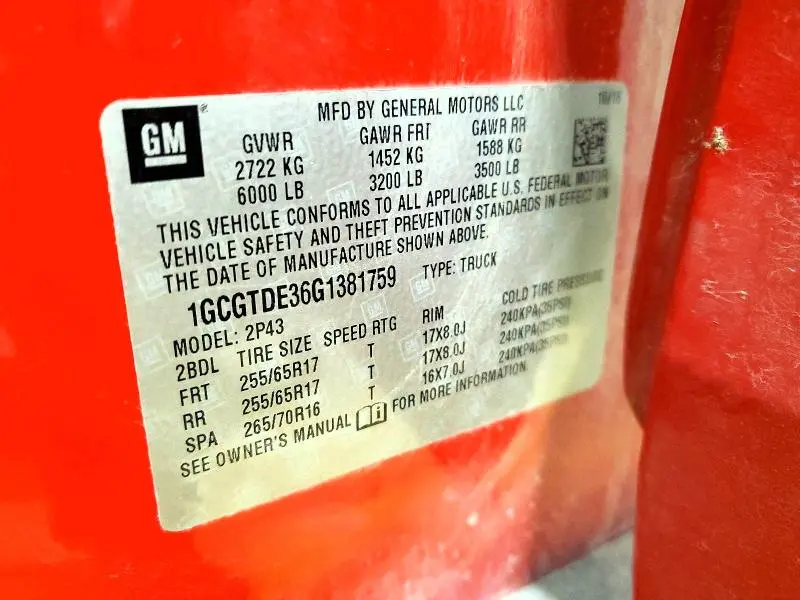 GM
MFD BY GENERAL MOTORS LLC
GVWR GAWR FRT GAWR RR
2722 KG 1452 KG 1588 KG
6000 LB 3200 LB 3500 LB
THIS VEHICLE CONFORMS TO ALL APPLICABLE U.S. FEDERAL MOTOR
VEHICLE SAFETY AND THEFT PREVENTION STANDARDS IN EFFECT ON
THE DATE OF MANUFACTURE SHOWN ABOVE.
1GCGTDE36G1381759 TYPE: TRUCK
MODEL: 2P43
2BDL TIRE SIZE SPEED RTG RIM COLD TIRE PRESSURE
FRT 255/65R17 T 17X8.0J 240KPA(35PSI)
RR 255/65R17 T 17X8.0J 240KPA(35PSI)
SPA 265/70R16 T 16X7.0J 240KPA(35PSI)
SEE OWNER'S MANUAL FOR MORE INFORMATION.